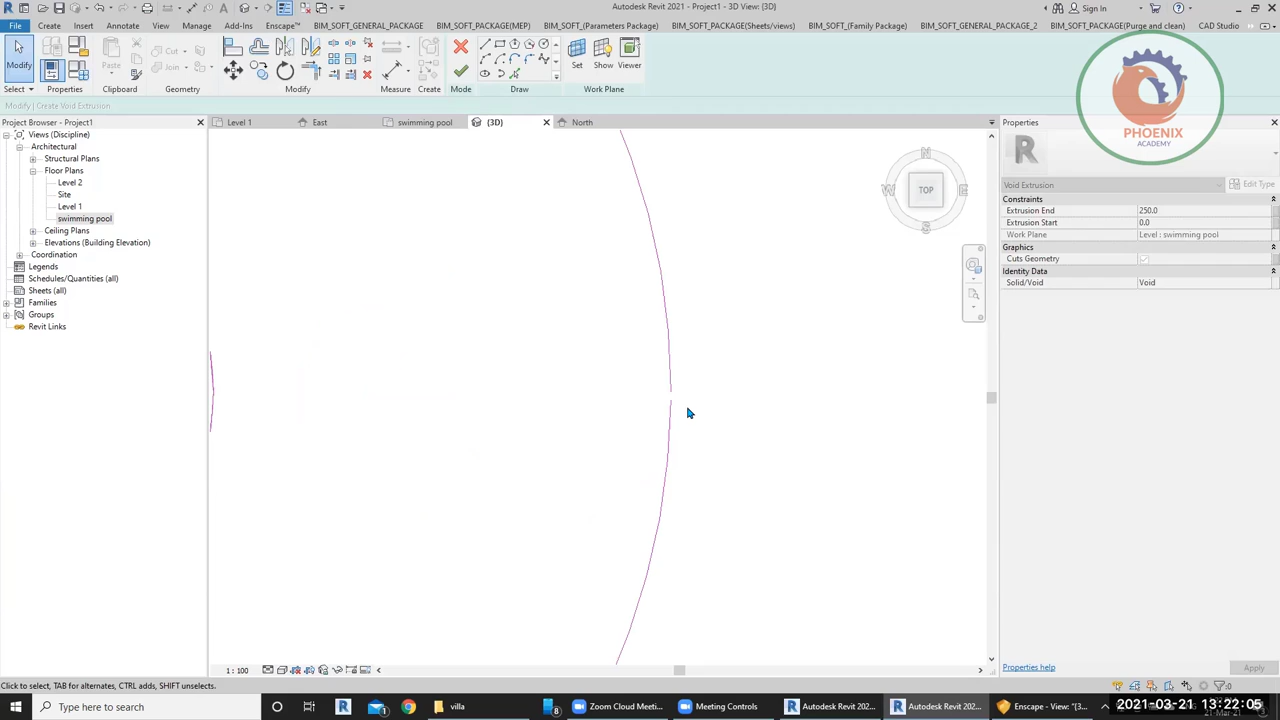 Autodesk Revit 2021 - Project1 - 3D View: {3D}
Sign In
File Create Insert Annotate View Manage Add-Ins Enscape™ BIM_SOFT_GENERAL_PACKAGE BIM_SOFT_PACKAGE(MEP) BIM_SOFT_(Parameters Package) BIM_SOFT_PACKAGE(Sheets/views) BIM_SOFT_(Family Package) BIM_SOFT_GENERAL_PACKAGE_2 BIM_SOFT_PACKAGE(Purge and clean) CAD Studio
Modify Paste Cut Join Create Set Show Viewer
Select Properties Clipboard Geometry Modify Measure Create Mode Draw Work Plane
PHOENIX
ACADEMY
Modify | Create Void Extrusion
Project Browser - Project1
Level 1 East swimming pool {3D} North
Properties
Views (Discipline)
Architectural
Structural Plans
Floor Plans
Level 2
Site
Level 1
swimming pool
Ceiling Plans
Elevations (Building Elevation)
Coordination
Legends
Schedules/Quantities (all)
Sheets (all)
Families
Groups
Revit Links
N
W TOP E
S
Void Extrusion Edit Type
Constraints
Extrusion End 250.0
Extrusion Start 0.0
Work Plane Level : swimming pool
Graphics
Cuts Geometry
Identity Data
Solid/Void Void
1 : 100
Properties help Apply
Click to select, TAB for alternates, CTRL adds, SHIFT unselects.
:0
Type here to search
villa
Zoom Cloud Meeti...
Meeting Controls
Autodesk Revit 202...
Autodesk Revit 202...
Enscape - View: "{3...
2021-03-21 13:22:05